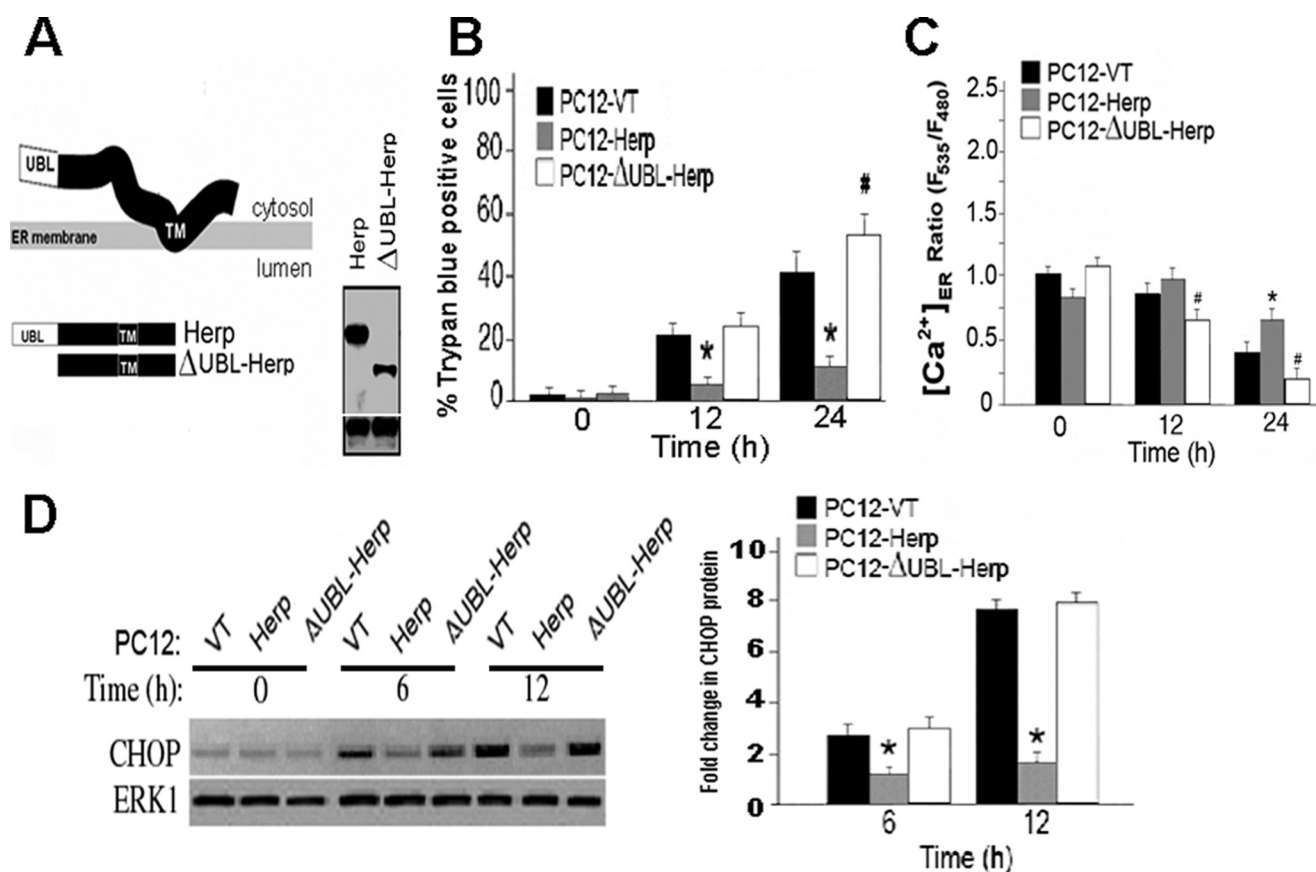 A
UBL
TM
cytosol
ER membrane
lumen
UBL TM Herp
TM ΔUBL-Herp
Herp
ΔUBL-Herp
B
PC12-VT
PC12-Herp
PC12-ΔUBL-Herp
% Trypan blue positive cells
100
80
60
40
20
0
*
*
#
0 12 24
Time (h)
C
PC12-VT
PC12-Herp
PC12-ΔUBL-Herp
[Ca²⁺]ER Ratio (F535/F480)
2.5
2.0
1.5
1.0
0.5
0
#
*
#
0 12 24
Time (h)
D
PC12: VT Herp ΔUBL-Herp VT Herp ΔUBL-Herp VT Herp ΔUBL-Herp
Time (h): 0 6 12
CHOP
ERK1
PC12-VT
PC12-Herp
PC12-ΔUBL-Herp
Fold change in CHOP protein
10
8
6
4
2
0
*
*
6 12
Time (h)